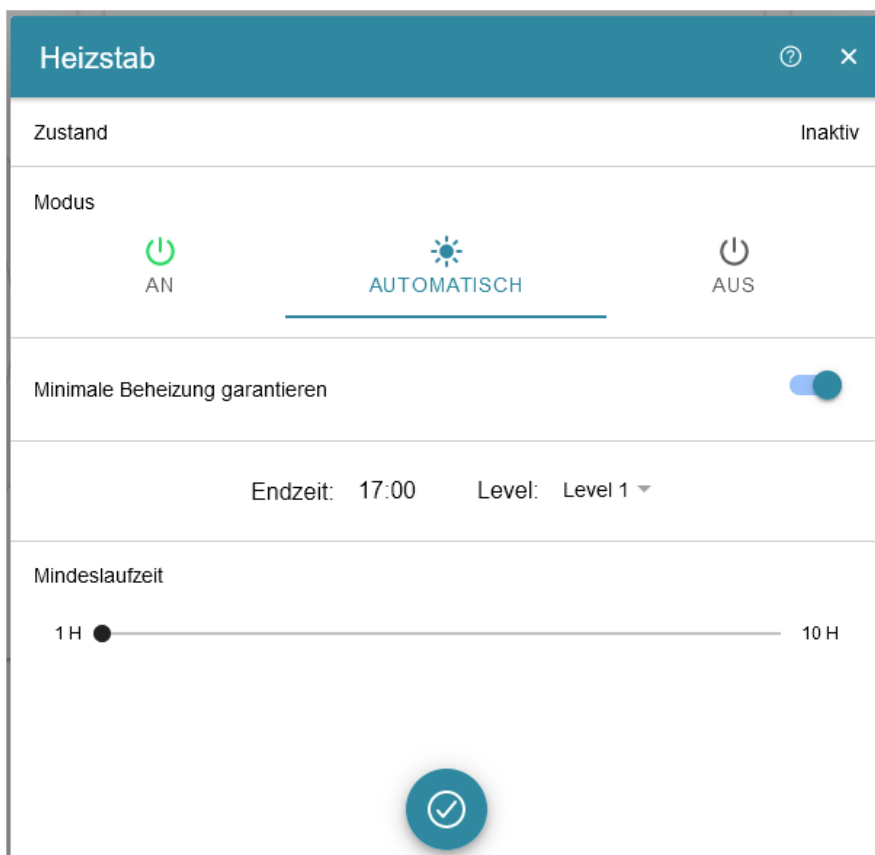 Heizstab
Zustand Inaktiv
Modus
AN AUTOMATISCH AUS
Minimale Beheizung garantieren
Endzeit: 17:00 Level: Level 1
Mindeslaufzeit
1 H 10 H